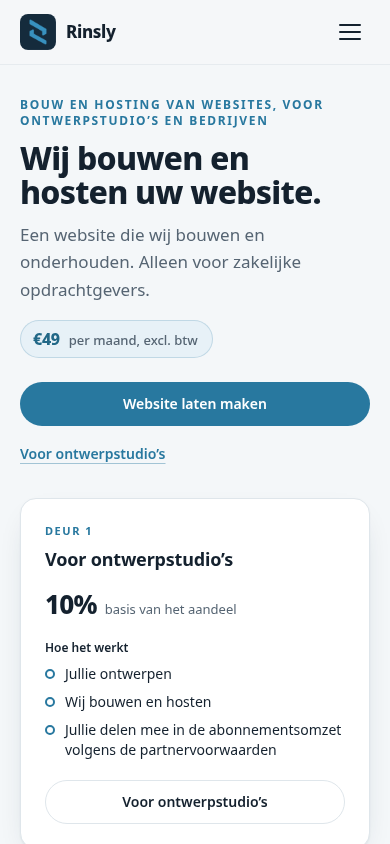 Rinsly
BOUW EN HOSTING VAN WEBSITES, VOOR
ONTWERPSTUDIO’S EN BEDRIJVEN
Wij bouwen en
hosten uw website.
Een website die wij bouwen en
onderhouden. Alleen voor zakelijke
opdrachtgevers.
€49 per maand, excl. btw
Website laten maken
Voor ontwerpstudio’s
DEUR 1
Voor ontwerpstudio’s
10% basis van het aandeel
Hoe het werkt
Jullie ontwerpen
Wij bouwen en hosten
Jullie delen mee in de abonnementsomzet
volgens de partnervoorwaarden
Voor ontwerpstudio’s